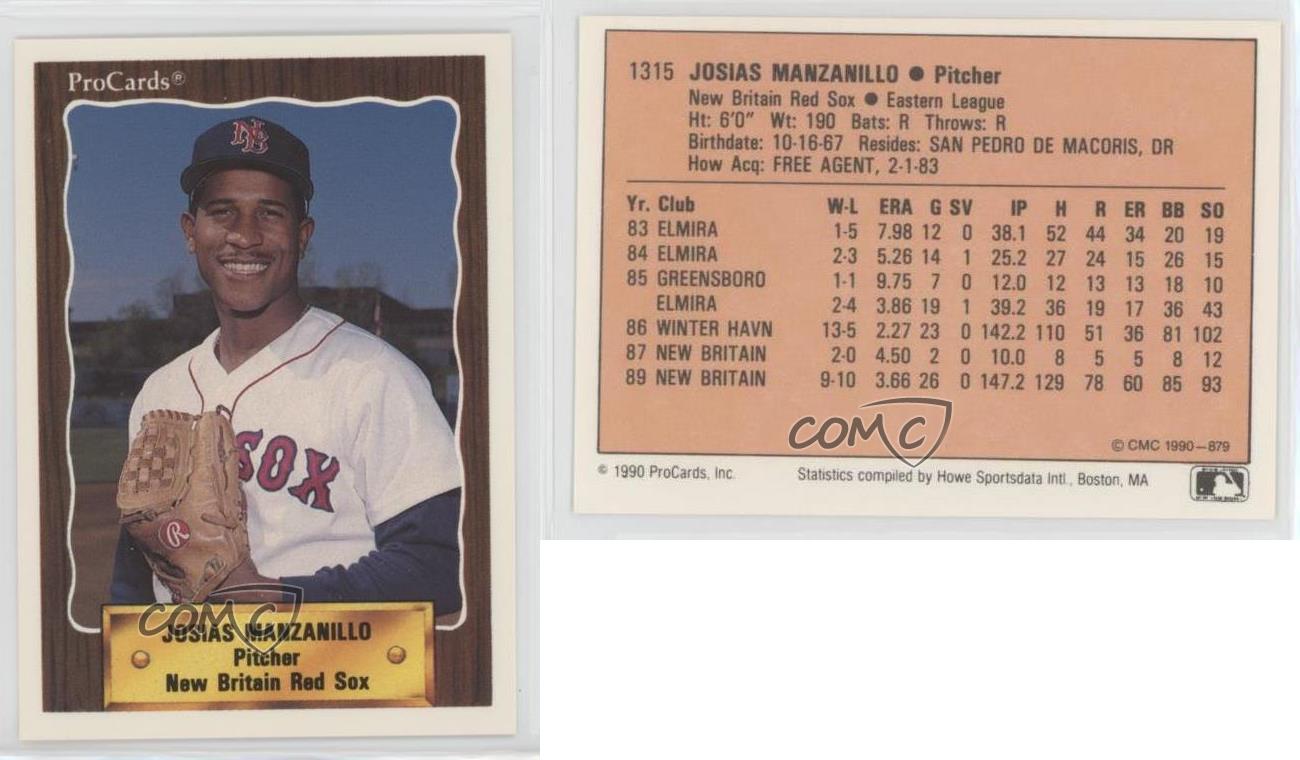 ProCards®
NB
SOX
R
COMC
JOSIAS MANZANILLO
Pitcher
New Britain Red Sox
1315 JOSIAS MANZANILLO ● Pitcher
New Britain Red Sox ● Eastern League
Ht: 6'0" Wt: 190 Bats: R Throws: R
Birthdate: 10-16-67 Resides: SAN PEDRO DE MACORIS, DR
How Acq: FREE AGENT, 2-1-83
Yr. Club W-L ERA G SV IP H R ER BB SO
83 ELMIRA 1-5 7.98 12 0 38.1 52 44 34 20 19
84 ELMIRA 2-3 5.26 14 1 25.2 27 24 15 26 15
85 GREENSBORO 1-1 9.75 7 0 12.0 12 13 13 18 10
ELMIRA 2-4 3.86 19 1 39.2 36 19 17 36 43
86 WINTER HAVN 13-5 2.27 23 0 142.2 110 51 36 81 102
87 NEW BRITAIN 2-0 4.50 2 0 10.0 8 5 5 8 12
89 NEW BRITAIN 9-10 3.66 26 0 147.2 129 78 60 85 93
COMC
© CMC 1990—879
© 1990 ProCards, Inc. Statistics compiled by Howe Sportsdata Intl., Boston, MA